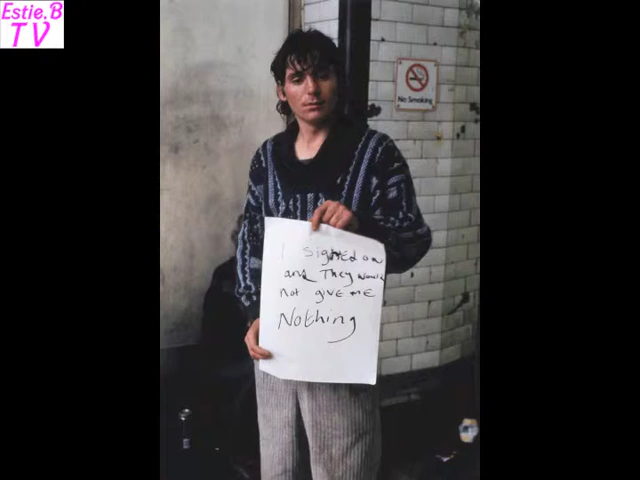 Estie.B
TV
No Smoking
I signed on
and They would
not give me
Nothing